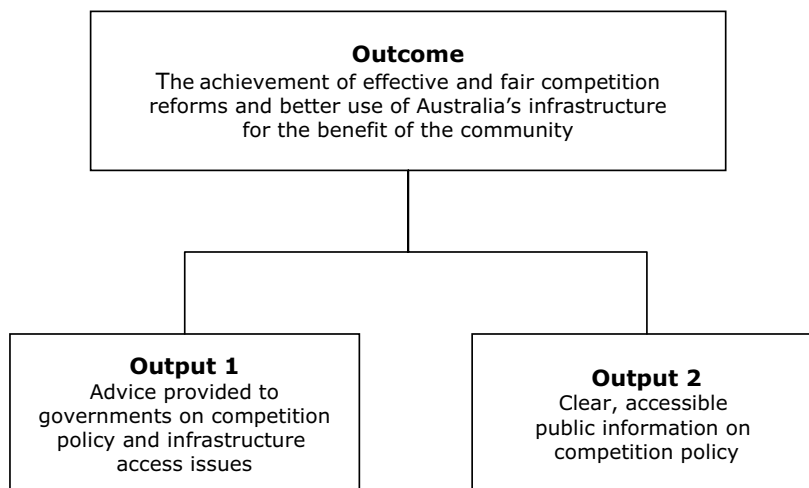 Outcome
The achievement of effective and fair competition
reforms and better use of Australia’s infrastructure
for the benefit of the community
Output 1
Advice provided to
governments on competition
policy and infrastructure
access issues
Output 2
Clear, accessible
public information on
competition policy